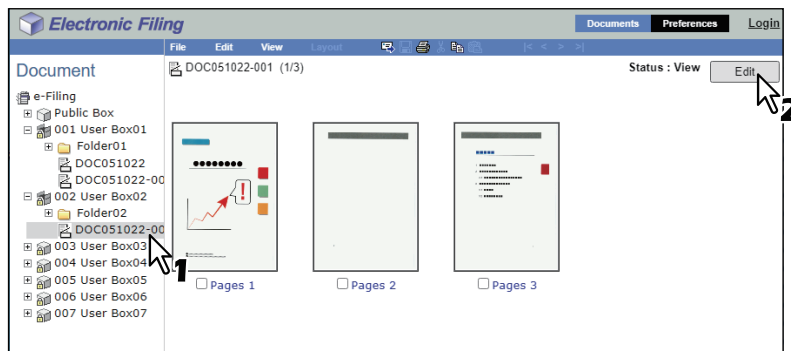 Electronic Filing
Documents Preferences Login
File Edit View Layout |< < > >|
Document
DOC051022-001 (1/3)
Status : View
Edit
2
e-Filing
Public Box
001 User Box01
Folder01
DOC051022
DOC051022-00
002 User Box02
Folder02
DOC051022-00
1
003 User Box03
004 User Box04
005 User Box05
006 User Box06
007 User Box07
!
Pages 1 Pages 2 Pages 3